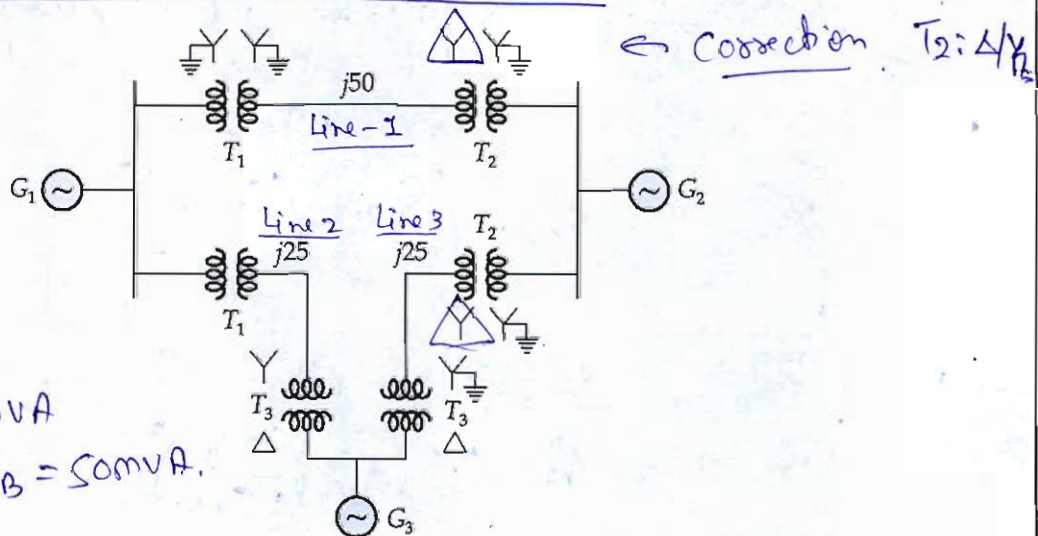 ← Correction T2: Δ/Y
j50
Line-1
T₁
T₂
G₁
G₂
Line 2
Line 3
T₂
j25
j25
T₁
VA
T₃
T₃
B = 50MVA.
G₃